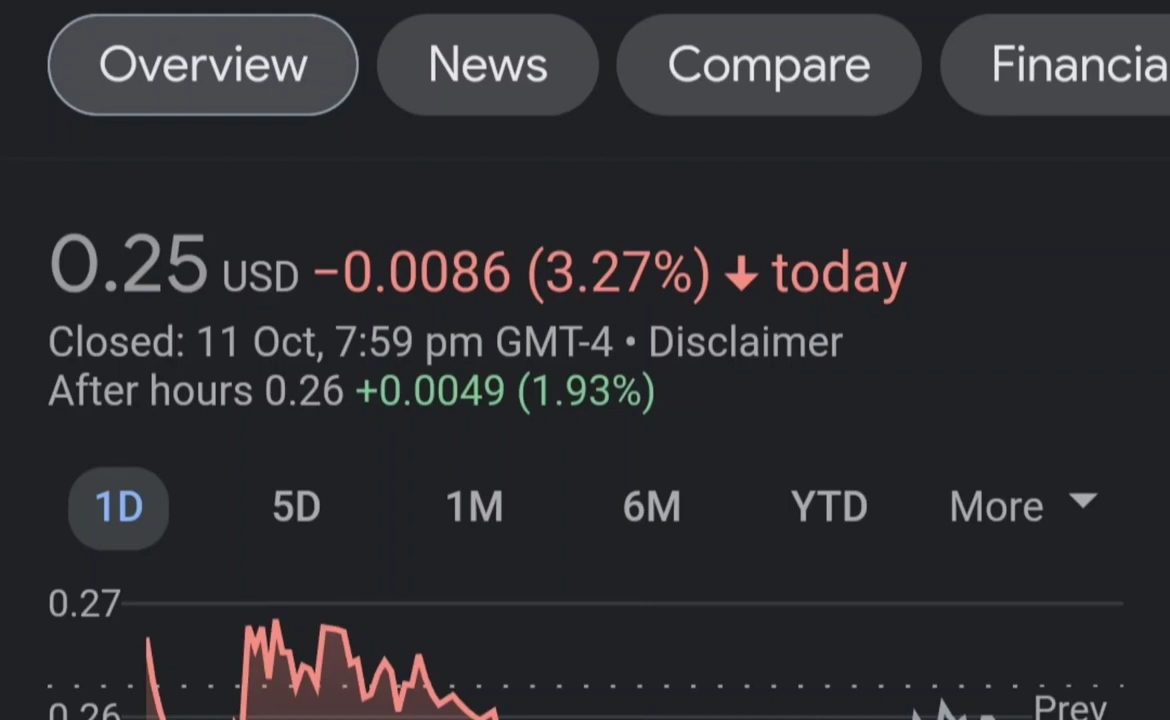 Overview News Compare Financia
0.25 USD −0.0086 (3.27%) ↓ today
Closed: 11 Oct, 7:59 pm GMT-4 • Disclaimer
After hours 0.26 +0.0049 (1.93%)
1D 5D 1M 6M YTD More
0.27
0.26 Prev